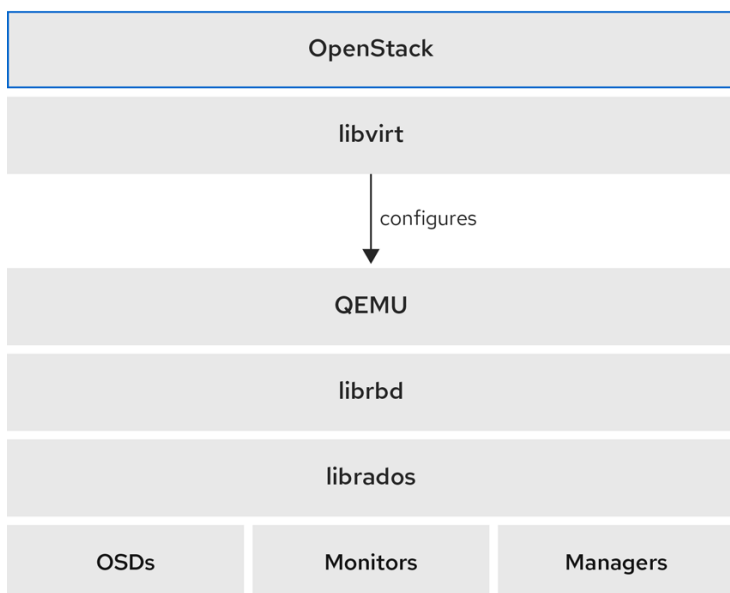 OpenStack
libvirt
configures
QEMU
librbd
librados
OSDs Monitors Managers